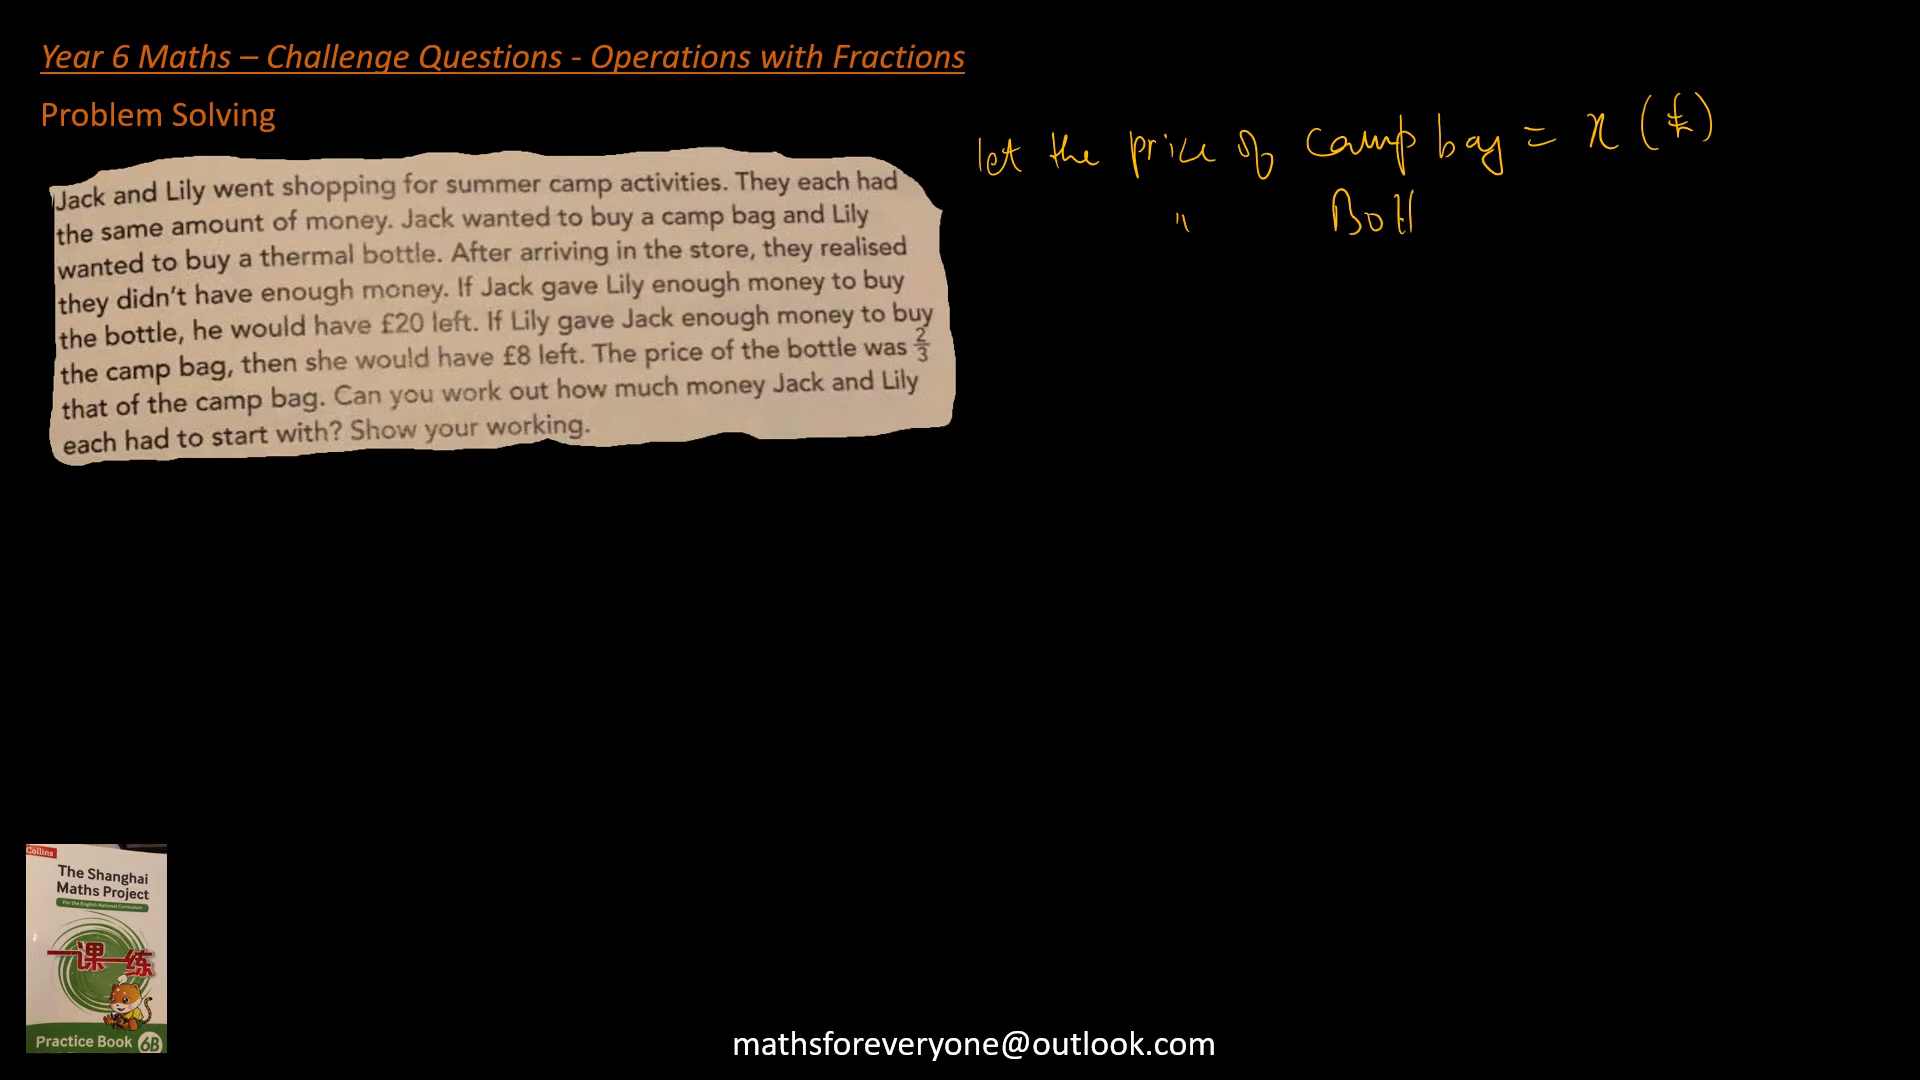 Year 6 Maths – Challenge Questions - Operations with Fractions
Problem Solving
Jack and Lily went shopping for summer camp activities. They each had
the same amount of money. Jack wanted to buy a camp bag and Lily
wanted to buy a thermal bottle. After arriving in the store, they realised
they didn't have enough money. If Jack gave Lily enough money to buy
the bottle, he would have £20 left. If Lily gave Jack enough money to buy
the camp bag, then she would have £8 left. The price of the bottle was 2/3
that of the camp bag. Can you work out how much money Jack and Lily
each had to start with? Show your working.
let the price of camp bag = x (£)
" Bott
Collins
The Shanghai
Maths Project
For the English National Curriculum
一课一练
Practice Book 6B
mathsforeveryone@outlook.com